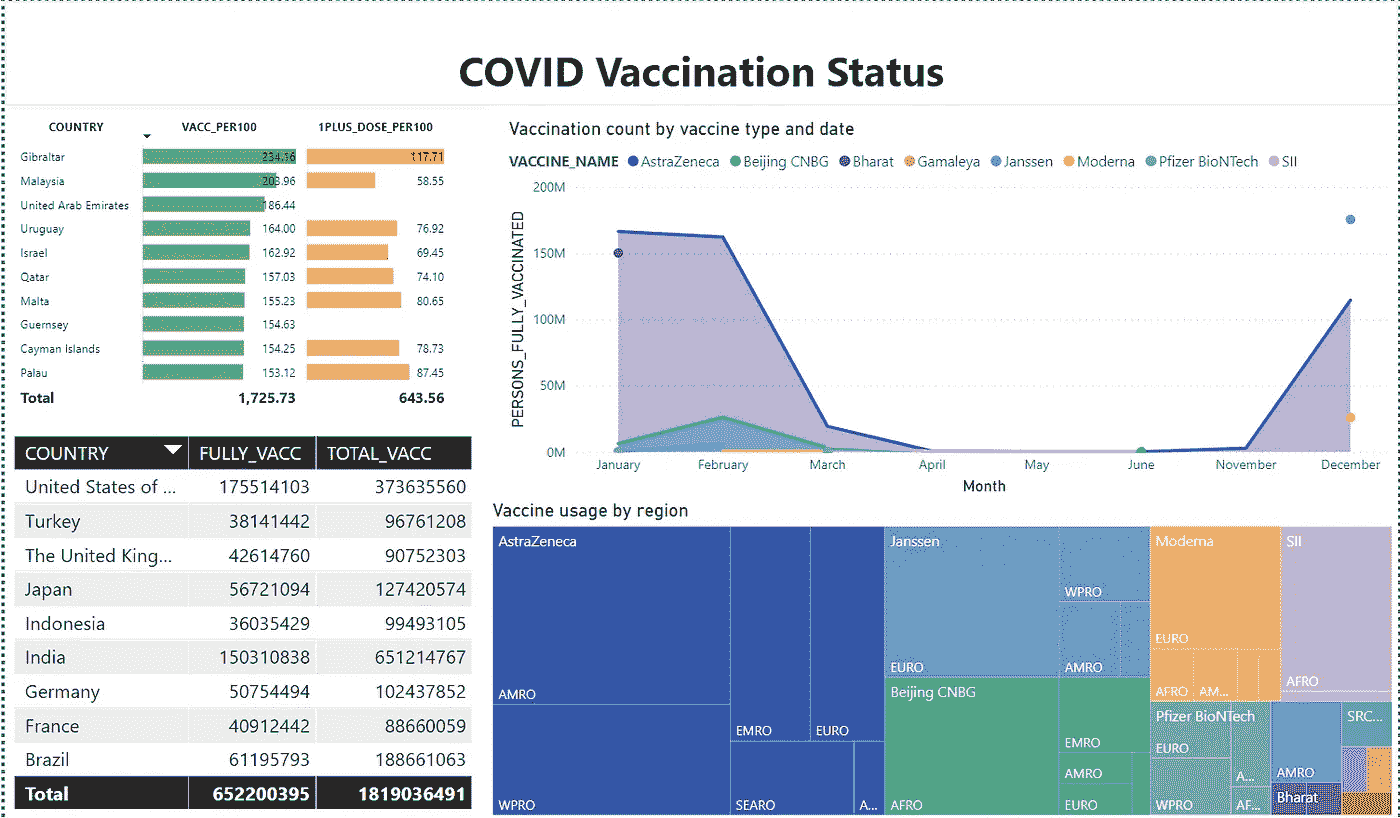 COVID Vaccination Status
COUNTRY VACC_PER100 1PLUS_DOSE_PER100
Gibraltar 234.16 117.71
Malaysia 203.96 58.55
United Arab Emirates 186.44
Uruguay 164.00 76.92
Israel 162.92 69.45
Qatar 157.03 74.10
Malta 155.23 80.65
Guernsey 154.63
Cayman Islands 154.25 78.73
Palau 153.12 87.45
Total 1,725.73 643.56
COUNTRY FULLY_VACC TOTAL_VACC
United States of ... 175514103 373635560
Turkey 38141442 96761208
The United King... 42614760 90752303
Japan 56721094 127420574
Indonesia 36035429 99493105
India 150310838 651214767
Germany 50754494 102437852
France 40912442 88660059
Brazil 61195793 188661063
Total 652200395 1819036491
Vaccination count by vaccine type and date
VACCINE_NAME AstraZeneca Beijing CNBG Bharat Gamaleya Janssen Moderna Pfizer BioNTech SII
PERSONS_FULLY_VACCINATED
200M
150M
100M
50M
0M
January February March April May June November December
Month
Vaccine usage by region
AstraZeneca
AMRO
WPRO
EMRO
EURO
SEARO
A...
Janssen
EURO
WPRO
AMRO
Beijing CNBG
AFRO
EMRO
AMRO
EURO
Moderna
EURO
AFRO
AM...
Pfizer BioNTech
EURO
WPRO
A...
AF...
SII
AFRO
AMRO
SRC...
Bharat